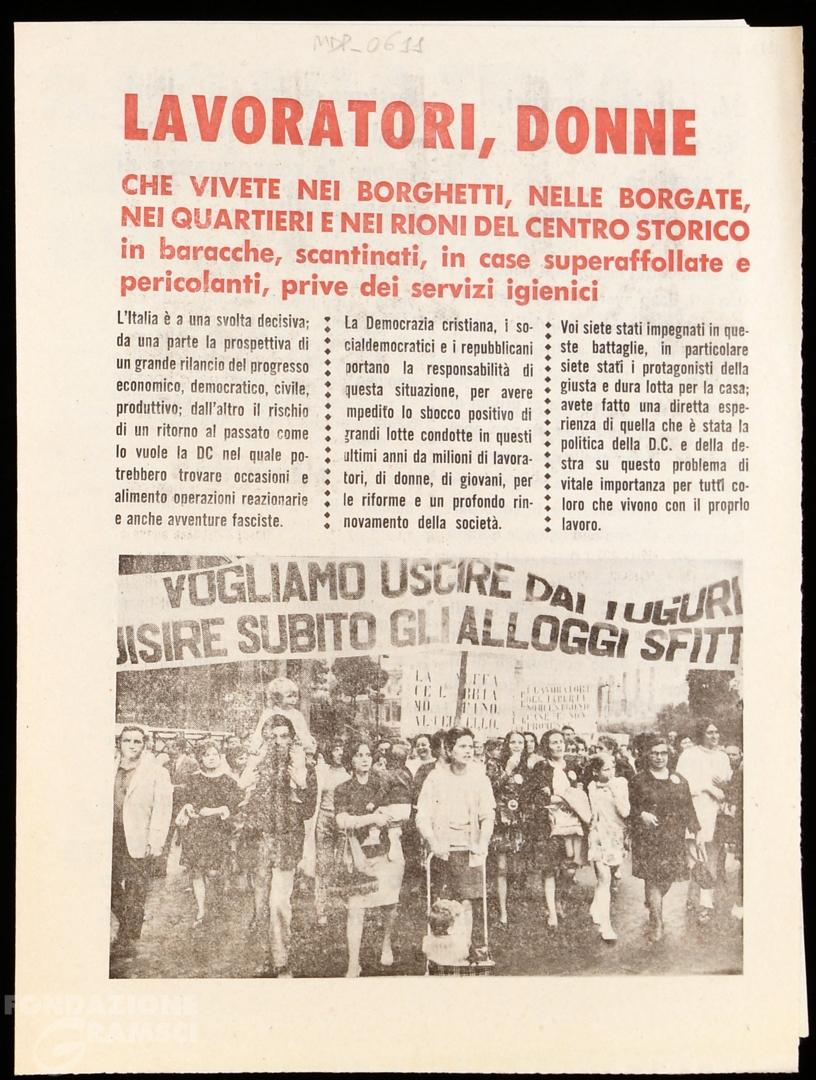 MDP_0611
LAVORATORI, DONNE
CHE VIVETE NEI BORGHETTI, NELLE BORGATE,
NEI QUARTIERI E NEI RIONI DEL CENTRO STORICO
in baracche, scantinati, in case superaffollate e
pericolanti, prive dei servizi igienici
L'Italia è a una svolta decisiva;
da una parte la prospettiva di
un grande rilancio del progresso
economico, democratico, civile,
produttivo; dall'altro il rischio
di un ritorno al passato come
lo vuole la DC nel quale po-
trebbero trovare occasioni e
alimento operazioni reazionarie
e anche avventure fasciste.
La Democrazia cristiana, i so-
cialdemocratici e i repubblicani
portano la responsabilità di
questa situazione, per avere
impedito lo sbocco positivo di
grandi lotte condotte in questi
ultimi anni da milioni di lavora-
tori, di donne, di giovani, per
le riforme e un profondo rin-
novamento della società.
Voi siete stati impegnati in que-
ste battaglie, in particolare
siete stati i protagonisti della
giusta e dura lotta per la casa;
avete fatto una diretta espe-
rienza di quella che è stata la
politica della D.C. e della de-
stra su questo problema di
vitale importanza per tutti co-
loro che vivono con il proprio
lavoro.
VOGLIAMO USCIRE DAI TUGURI
UISIRE SUBITO GLI ALLOGGI SFITT
FONDAZIONE
GRAMSCI